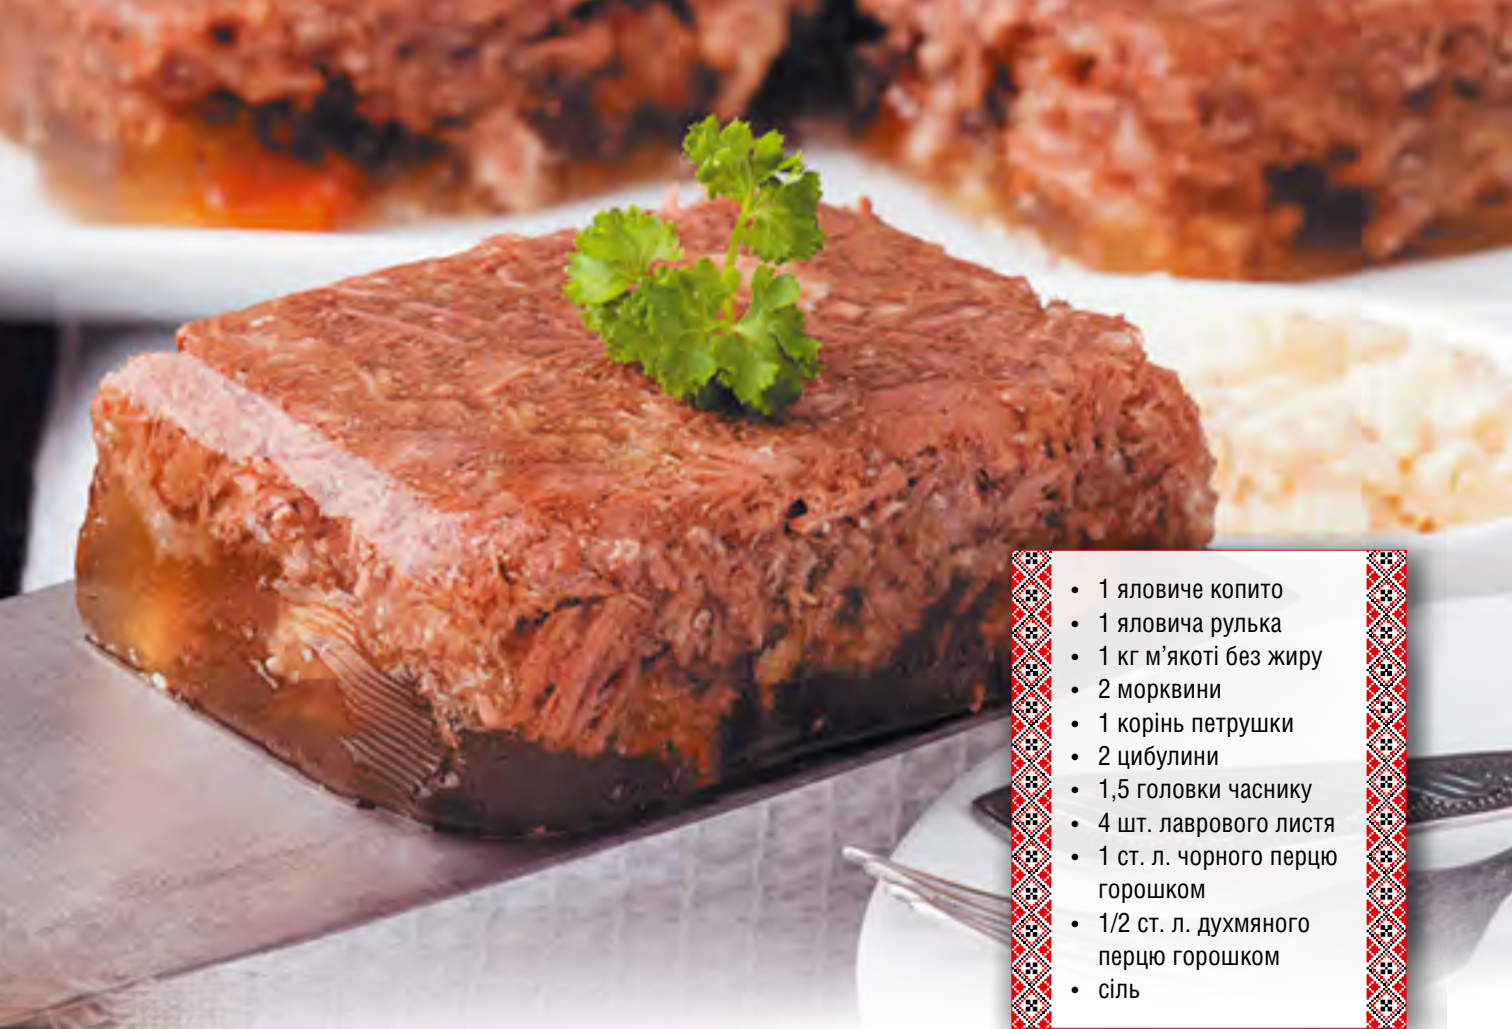 • 1 яловиче копито
• 1 яловича рулька
• 1 кг м’якоті без жиру
• 2 морквини
• 1 корінь петрушки
• 2 цибулини
• 1,5 головки часнику
• 4 шт. лаврового листя
• 1 ст. л. чорного перцю
горошком
• 1/2 ст. л. духмяного
перцю горошком
• сіль